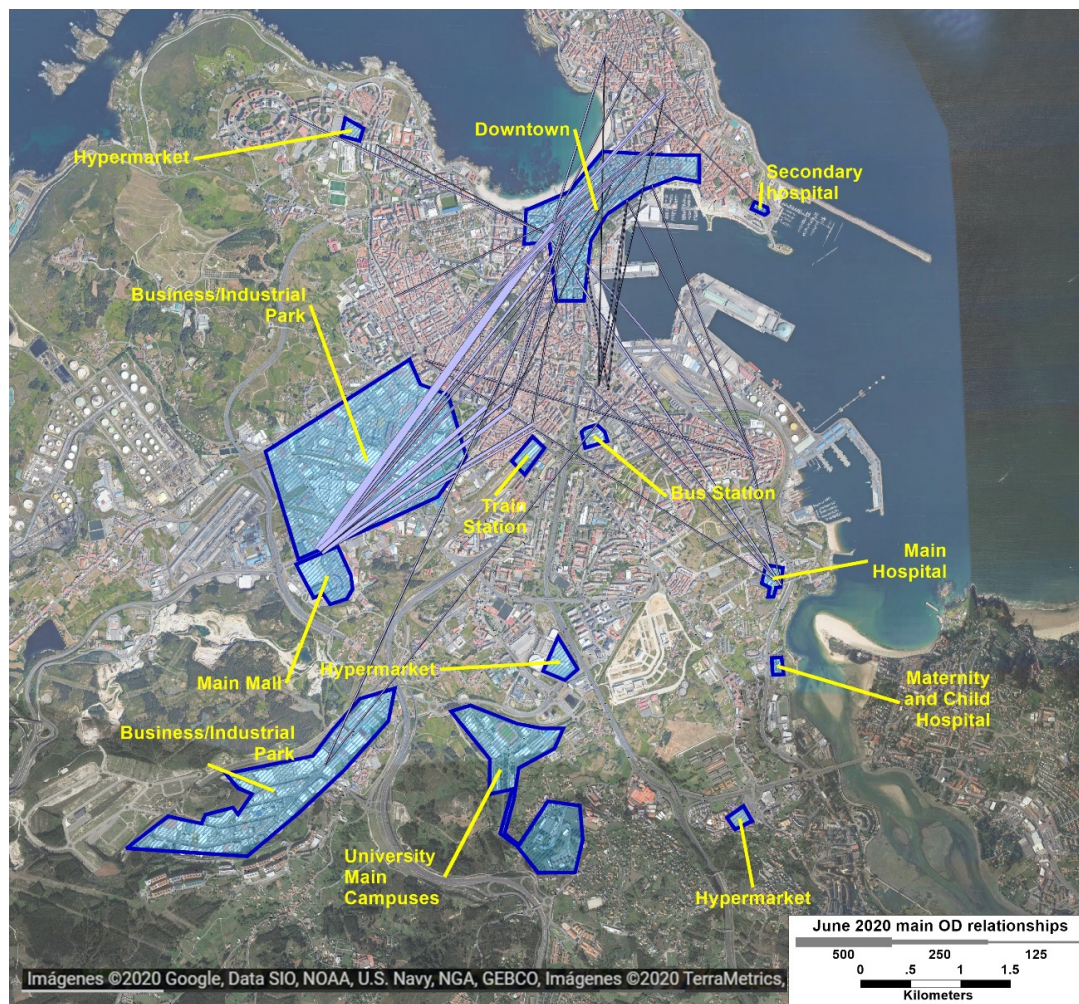 Downtown
Hypermarket
Secondary
hospital
Business/Industrial
Park
Train
Station
Bus Station
Main
Hospital
Hypermarket
Main Mall
Maternity
and Child
Hospital
Business/Industrial
Park
University
Main
Campuses
Hypermarket
June 2020 main OD relationships
500 250 125
0 .5 1 1.5
Kilometers
Imágenes ©2020 Google, Data SIO, NOAA, U.S. Navy, NGA, GEBCO, Imágenes ©2020 TerraMetrics,